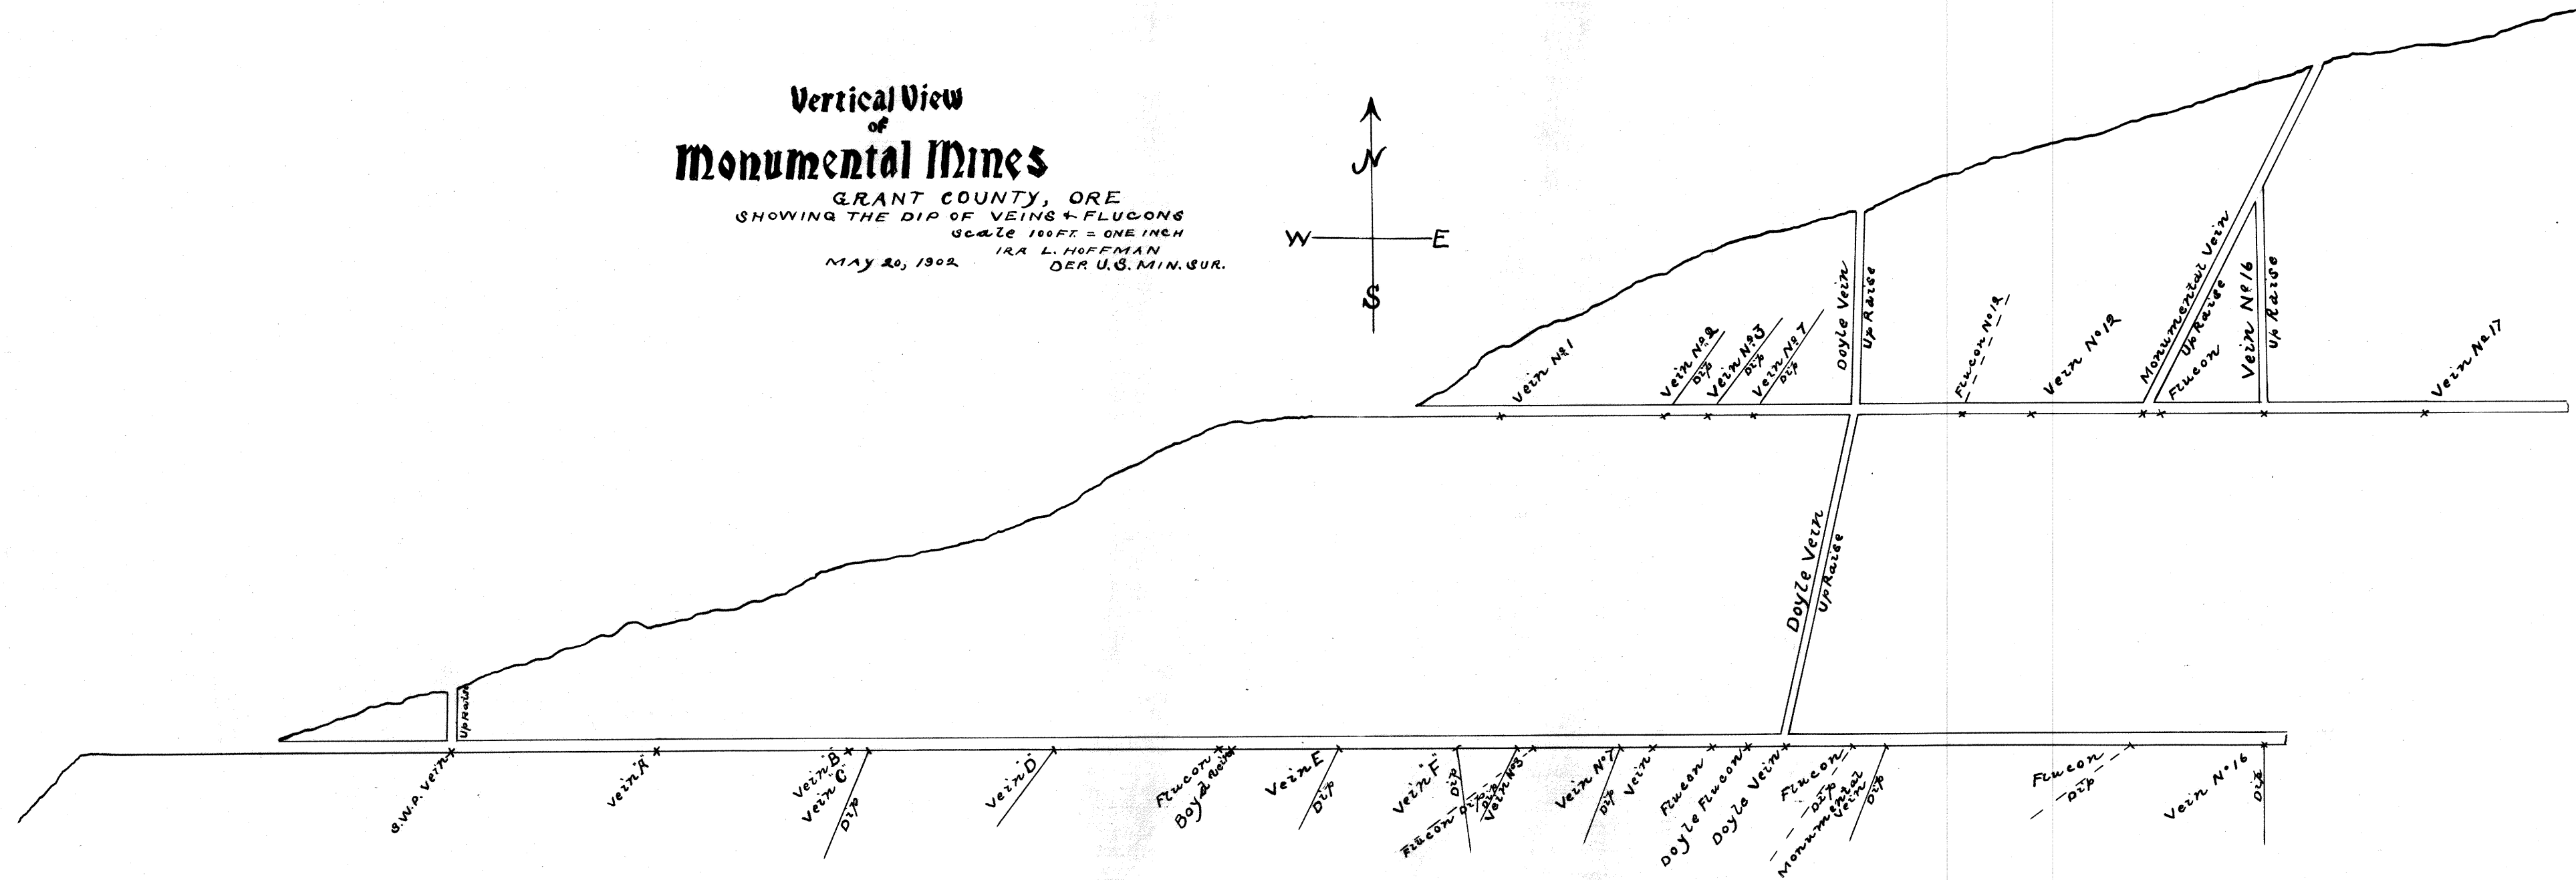 Vertical View
of
Monumental Mines
GRANT COUNTY, ORE
SHOWING THE DIP OF VEINS & FLUCONS
Scale 100 FT. = ONE INCH
IRA L. HOFFMAN
MAY 20, 1902
DEP. U.S. MIN. SUR.
N
W
E
S
Vein No. 1
Vein No. 2
Dip
Vein No. 3
Dip
Vein No. 7
Dip
Doyle Vein
Up Raise
Flucon No 12
Vein No 12
Monumental Vein
Up Raise
Flucon
Vein No. 16
Up Raise
Vein No 17
Doyle Vein
Up Raise
Up Raise
S.W.P. Vein
Vein "A"
Vein "B"
Vein "C"
Dip
Vein "D"
Flucon
Boyd Vein
Vein E
Dip
Vein "F"
Dip
Flucon Dip
Dip
Vein No 3
Vein No 7
Dip
Vein
Flucon
Doyle Flucon
Doyle Vein
Flucon
Dip
Monumental
Vein
Dip
Flucon
Dip
Vein No 16
Dip